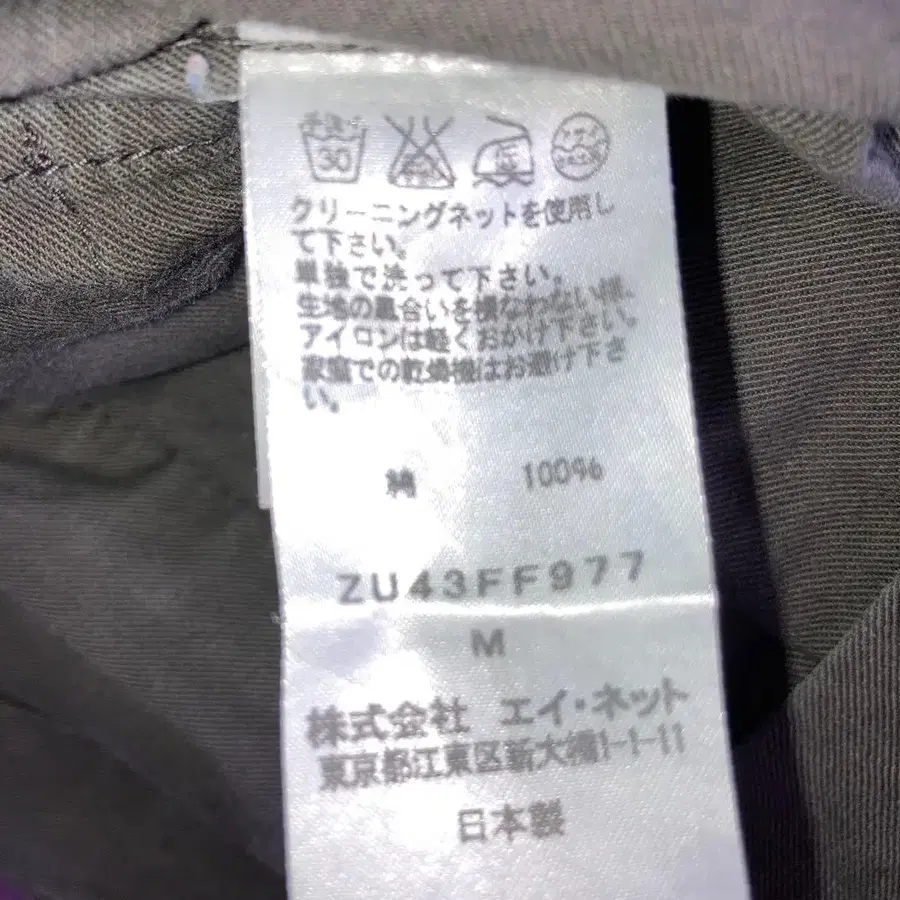 30
クリーニングネットを使用し
て下さい。
単独で洗って下さい。
生地の風合いを損なわない様、
アイロンは軽くおかけ下さい。
家庭での乾燥機はお避け下さ
い。
綿 100%
ZU43FF977
M
株式会社 エイ・ネット
東京都江東区新大橋1-1-11
日本製